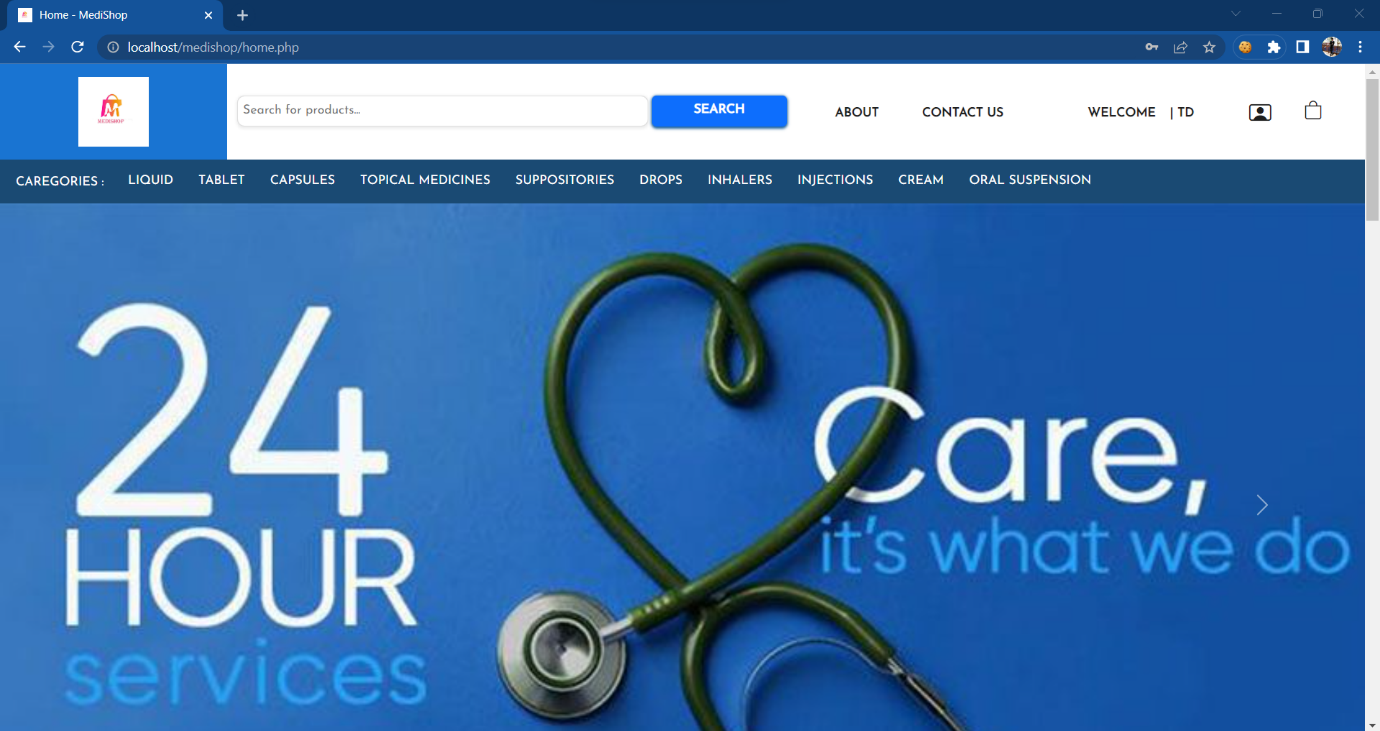 Home - MediShop
localhost/medishop/home.php
MEDISHOP
Search for products...
SEARCH
ABOUT
CONTACT US
WELCOME | TD
CAREGORIES : LIQUID TABLET CAPSULES TOPICAL MEDICINES SUPPOSITORIES DROPS INHALERS INJECTIONS CREAM ORAL SUSPENSION
24
HOUR
services
Care,
it's what we do